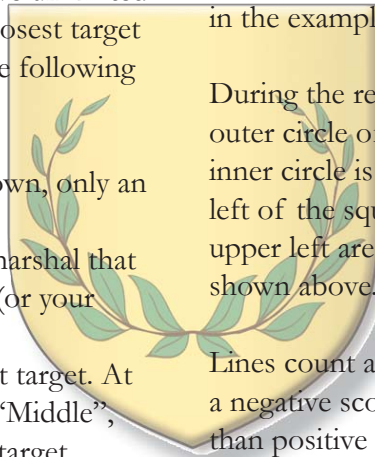 osest target
e following
own, only an
marshal that
(or your
t target. At
“Middle”,
target
in the exampl
During the re
outer circle o
inner circle is
left of the squ
upper left are
shown above.
Lines count a
a negative sco
than positive